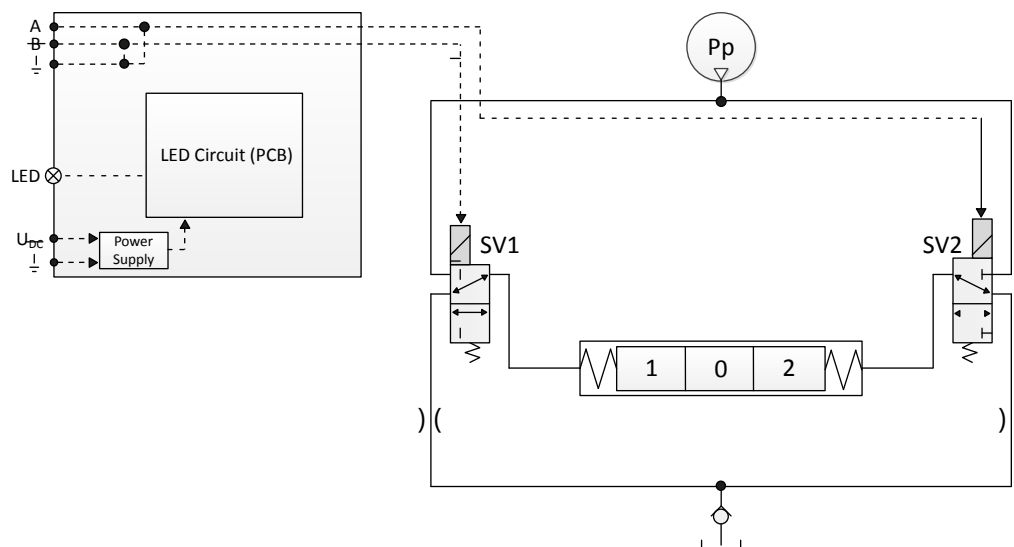 A
B
Pp
LED Circuit (PCB)
LED
U_DC
Power
Supply
SV1
SV2
1
0
2
) (
)